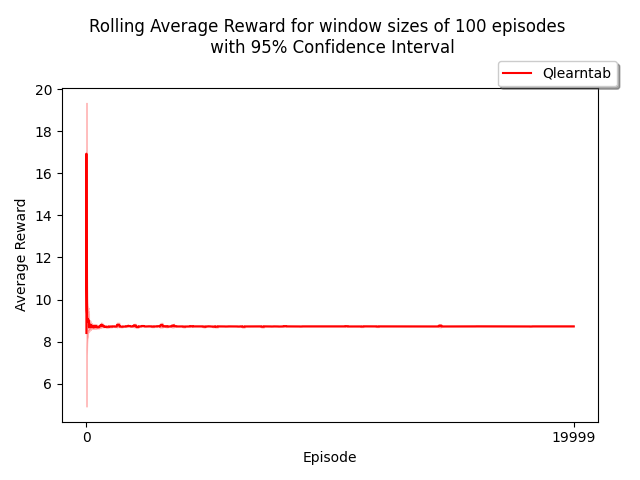 Rolling Average Reward for window sizes of 100 episodes
with 95% Confidence Interval
Qlearntab
20
18
16
14
12
10
8
6
Average Reward
0
19999
Episode